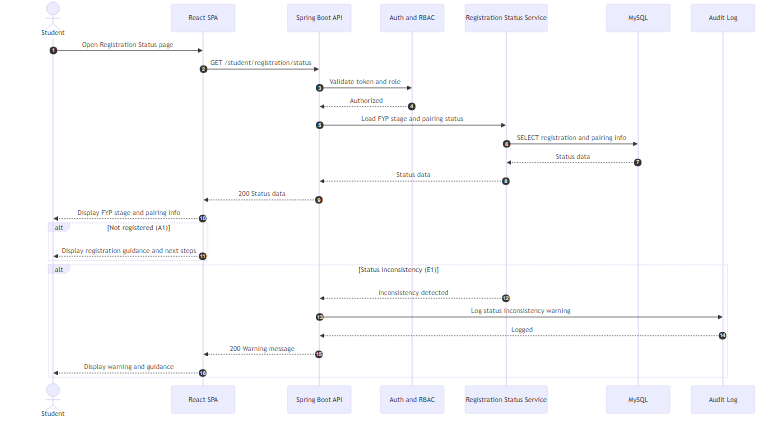 React SPA
Spring Boot API
Auth and RBAC
Registration Status Service
MySQL
Audit Log
Student
1
Open Registration Status page
2
GET /student/registration/status
3
Validate token and role
4
Authorized
5
Load FYP stage and pairing status
6
SELECT registration and pairing info
7
Status data
8
Status data
9
200 Status data
10
Display FYP stage and pairing info
alt
[Not registered (A1)]
11
Display registration guidance and next steps
alt
[Status inconsistency (E1)]
12
Inconsistency detected
13
Log status inconsistency warning
14
Logged
15
200 Warning message
16
Display warning and guidance
Student
React SPA
Spring Boot API
Auth and RBAC
Registration Status Service
MySQL
Audit Log